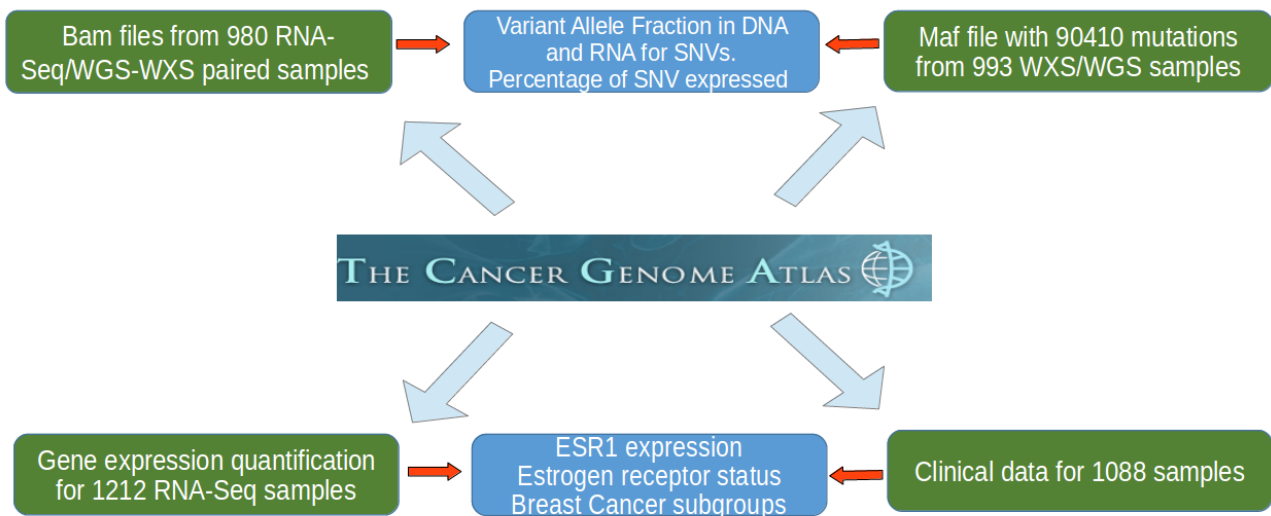 Bam files from 980 RNA-
Seq/WGS-WXS paired samples
Variant Allele Fraction in DNA
and RNA for SNVs.
Percentage of SNV expressed
Maf file with 90410 mutations
from 993 WXS/WGS samples
THE CANCER GENOME ATLAS
Gene expression quantification
for 1212 RNA-Seq samples
ESR1 expression
Estrogen receptor status
Breast Cancer subgroups
Clinical data for 1088 samples